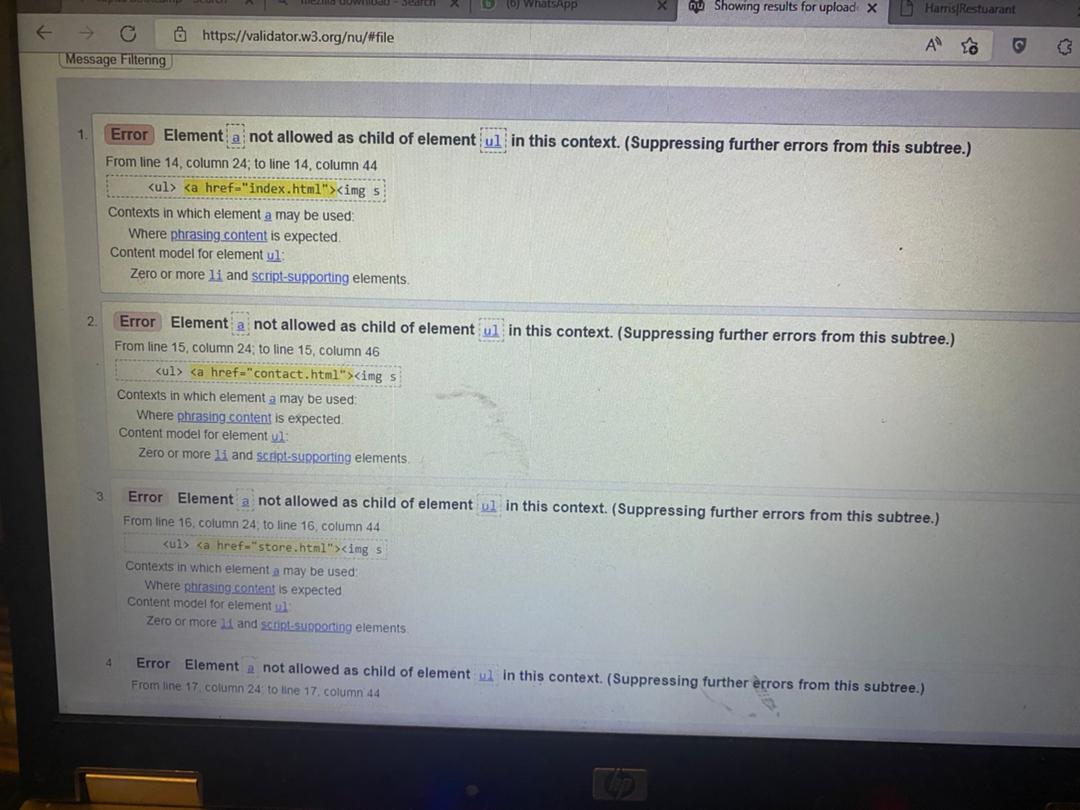 Search
mezilla download - Search
(6) WhatsApp
Showing results for upload
Harris|Restuarant
https://validator.w3.org/nu/#file
Message Filtering
1. Error Element a not allowed as child of element ul in this context. (Suppressing further errors from this subtree.)
From line 14, column 24; to line 14, column 44
<ul> <a href="index.html"><img s
Contexts in which element a may be used:
Where phrasing content is expected.
Content model for element ul:
Zero or more li and script-supporting elements.
2. Error Element a not allowed as child of element ul in this context. (Suppressing further errors from this subtree.)
From line 15, column 24; to line 15, column 46
<ul> <a href="contact.html"><img s
Contexts in which element a may be used:
Where phrasing content is expected.
Content model for element ul:
Zero or more li and script-supporting elements.
3. Error Element a not allowed as child of element ul in this context. (Suppressing further errors from this subtree.)
From line 16, column 24; to line 16, column 44
<ul> <a href="store.html"><img s
Contexts in which element a may be used:
Where phrasing content is expected
Content model for element ul:
Zero or more li and script-supporting elements.
4 Error Element a not allowed as child of element ul in this context. (Suppressing further errors from this subtree.)
From line 17, column 24; to line 17, column 44
hp